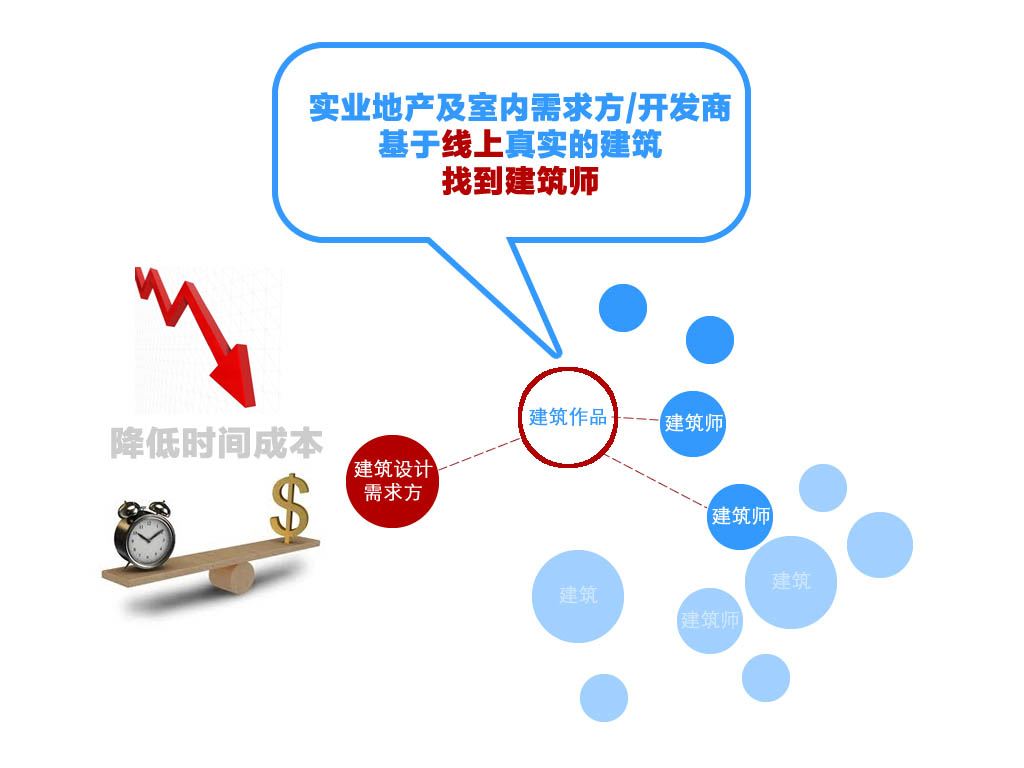 实业地产及室内需求方/开发商
基于线上真实的建筑
找到建筑师
降低时间成本
建筑作品
建筑师
建筑设计
需求方
建筑师
建筑
建筑
建筑师